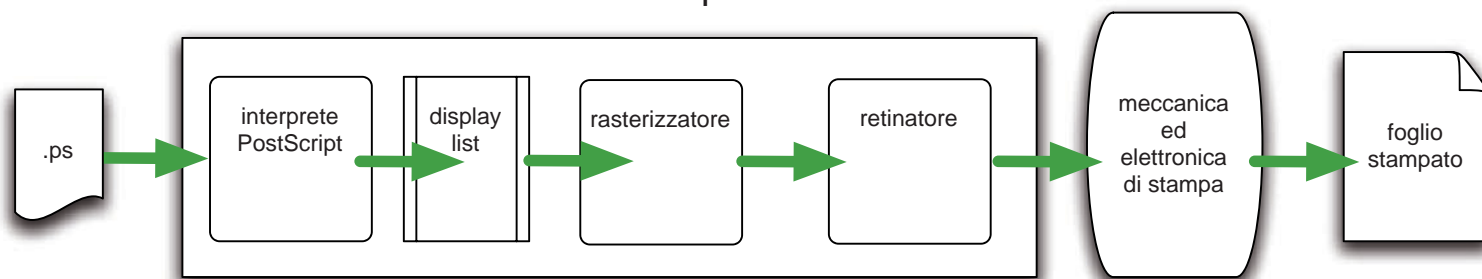 .ps
interprete
PostScript
display
list
rasterizzatore
retinatore
meccanica
ed
elettronica
di stampa
foglio
stampato